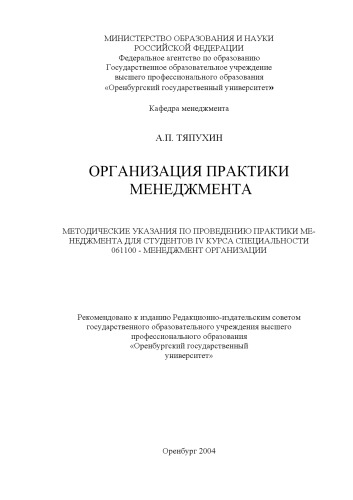 МИНИСТЕРСТВО ОБРАЗОВАНИЯ И НАУКИ
РОССИЙСКОЙ ФЕДЕРАЦИИ
Федеральное агентство по образованию
Государственное образовательное учреждение
высшего профессионального образования
«Оренбургский государственный университет»
Кафедра менеджмента
А.П. ТЯПУХИН
ОРГАНИЗАЦИЯ ПРАКТИКИ
МЕНЕДЖМЕНТА
МЕТОДИЧЕСКИЕ УКАЗАНИЯ ПО ПРОВЕДЕНИЮ ПРАКТИКИ МЕ-
НЕДЖМЕНТА ДЛЯ СТУДЕНТОВ IV КУРСА СПЕЦИАЛЬНОСТИ
061100 - МЕНЕДЖМЕНТ ОРГАНИЗАЦИИ
Рекомендовано к изданию Редакционно-издательским советом
государственного образовательного учреждения высшего
профессионального образования
«Оренбургский государственный
университет»
Оренбург 2004